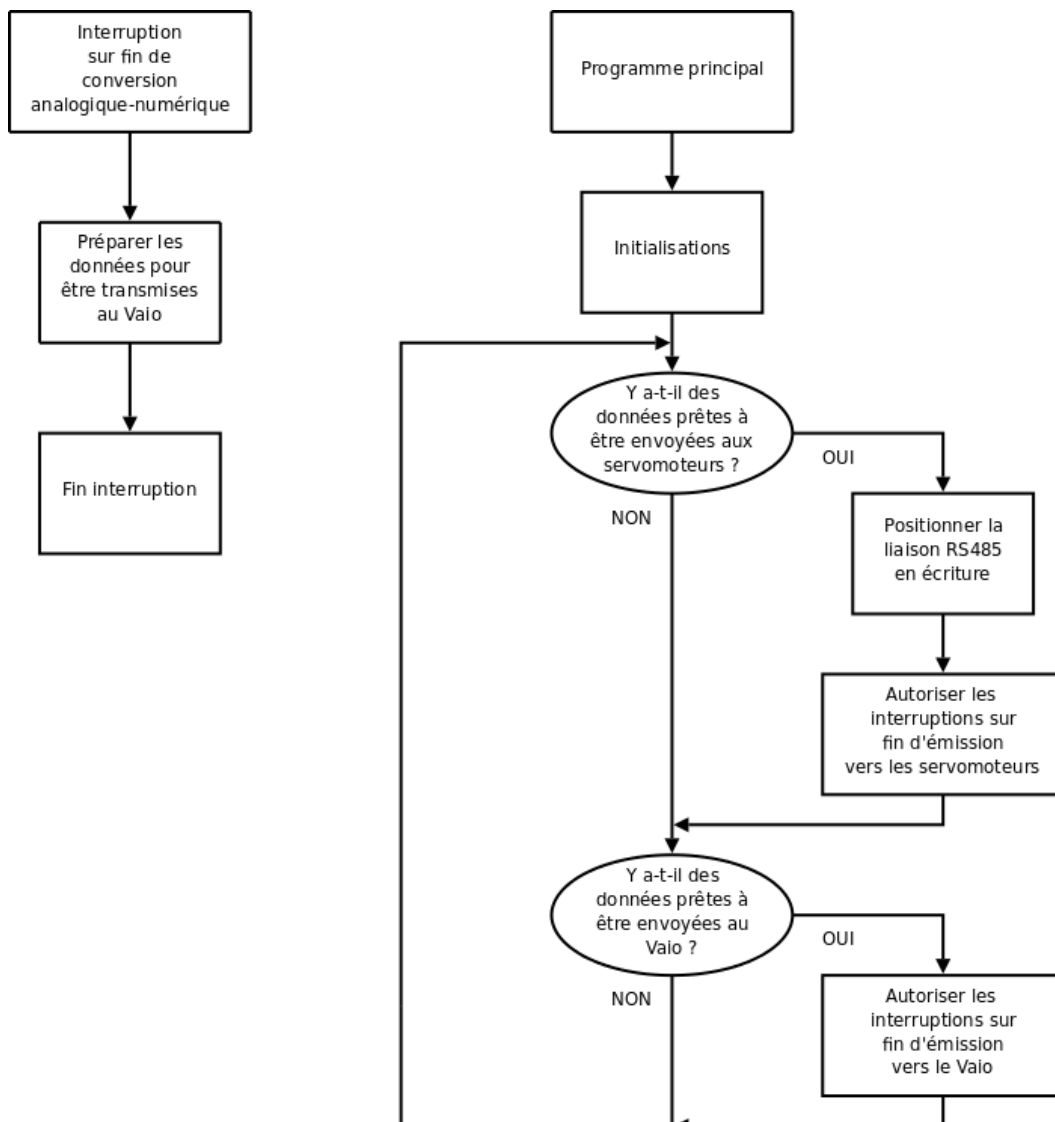 Interruption
sur fin de
conversion
analogique-numérique
Préparer les
données pour
être transmises
au Vaio
Fin interruption
Programme principal
Initialisations
Y a-t-il des
données prêtes à
être envoyées aux
servomoteurs ?
OUI
NON
Positionner la
liaison RS485
en écriture
Autoriser les
interruptions sur
fin d'émission
vers les servomoteurs
Y a-t-il des
données prêtes à
être envoyées au
Vaio ?
OUI
NON
Autoriser les
interruptions sur
fin d'émission
vers le Vaio